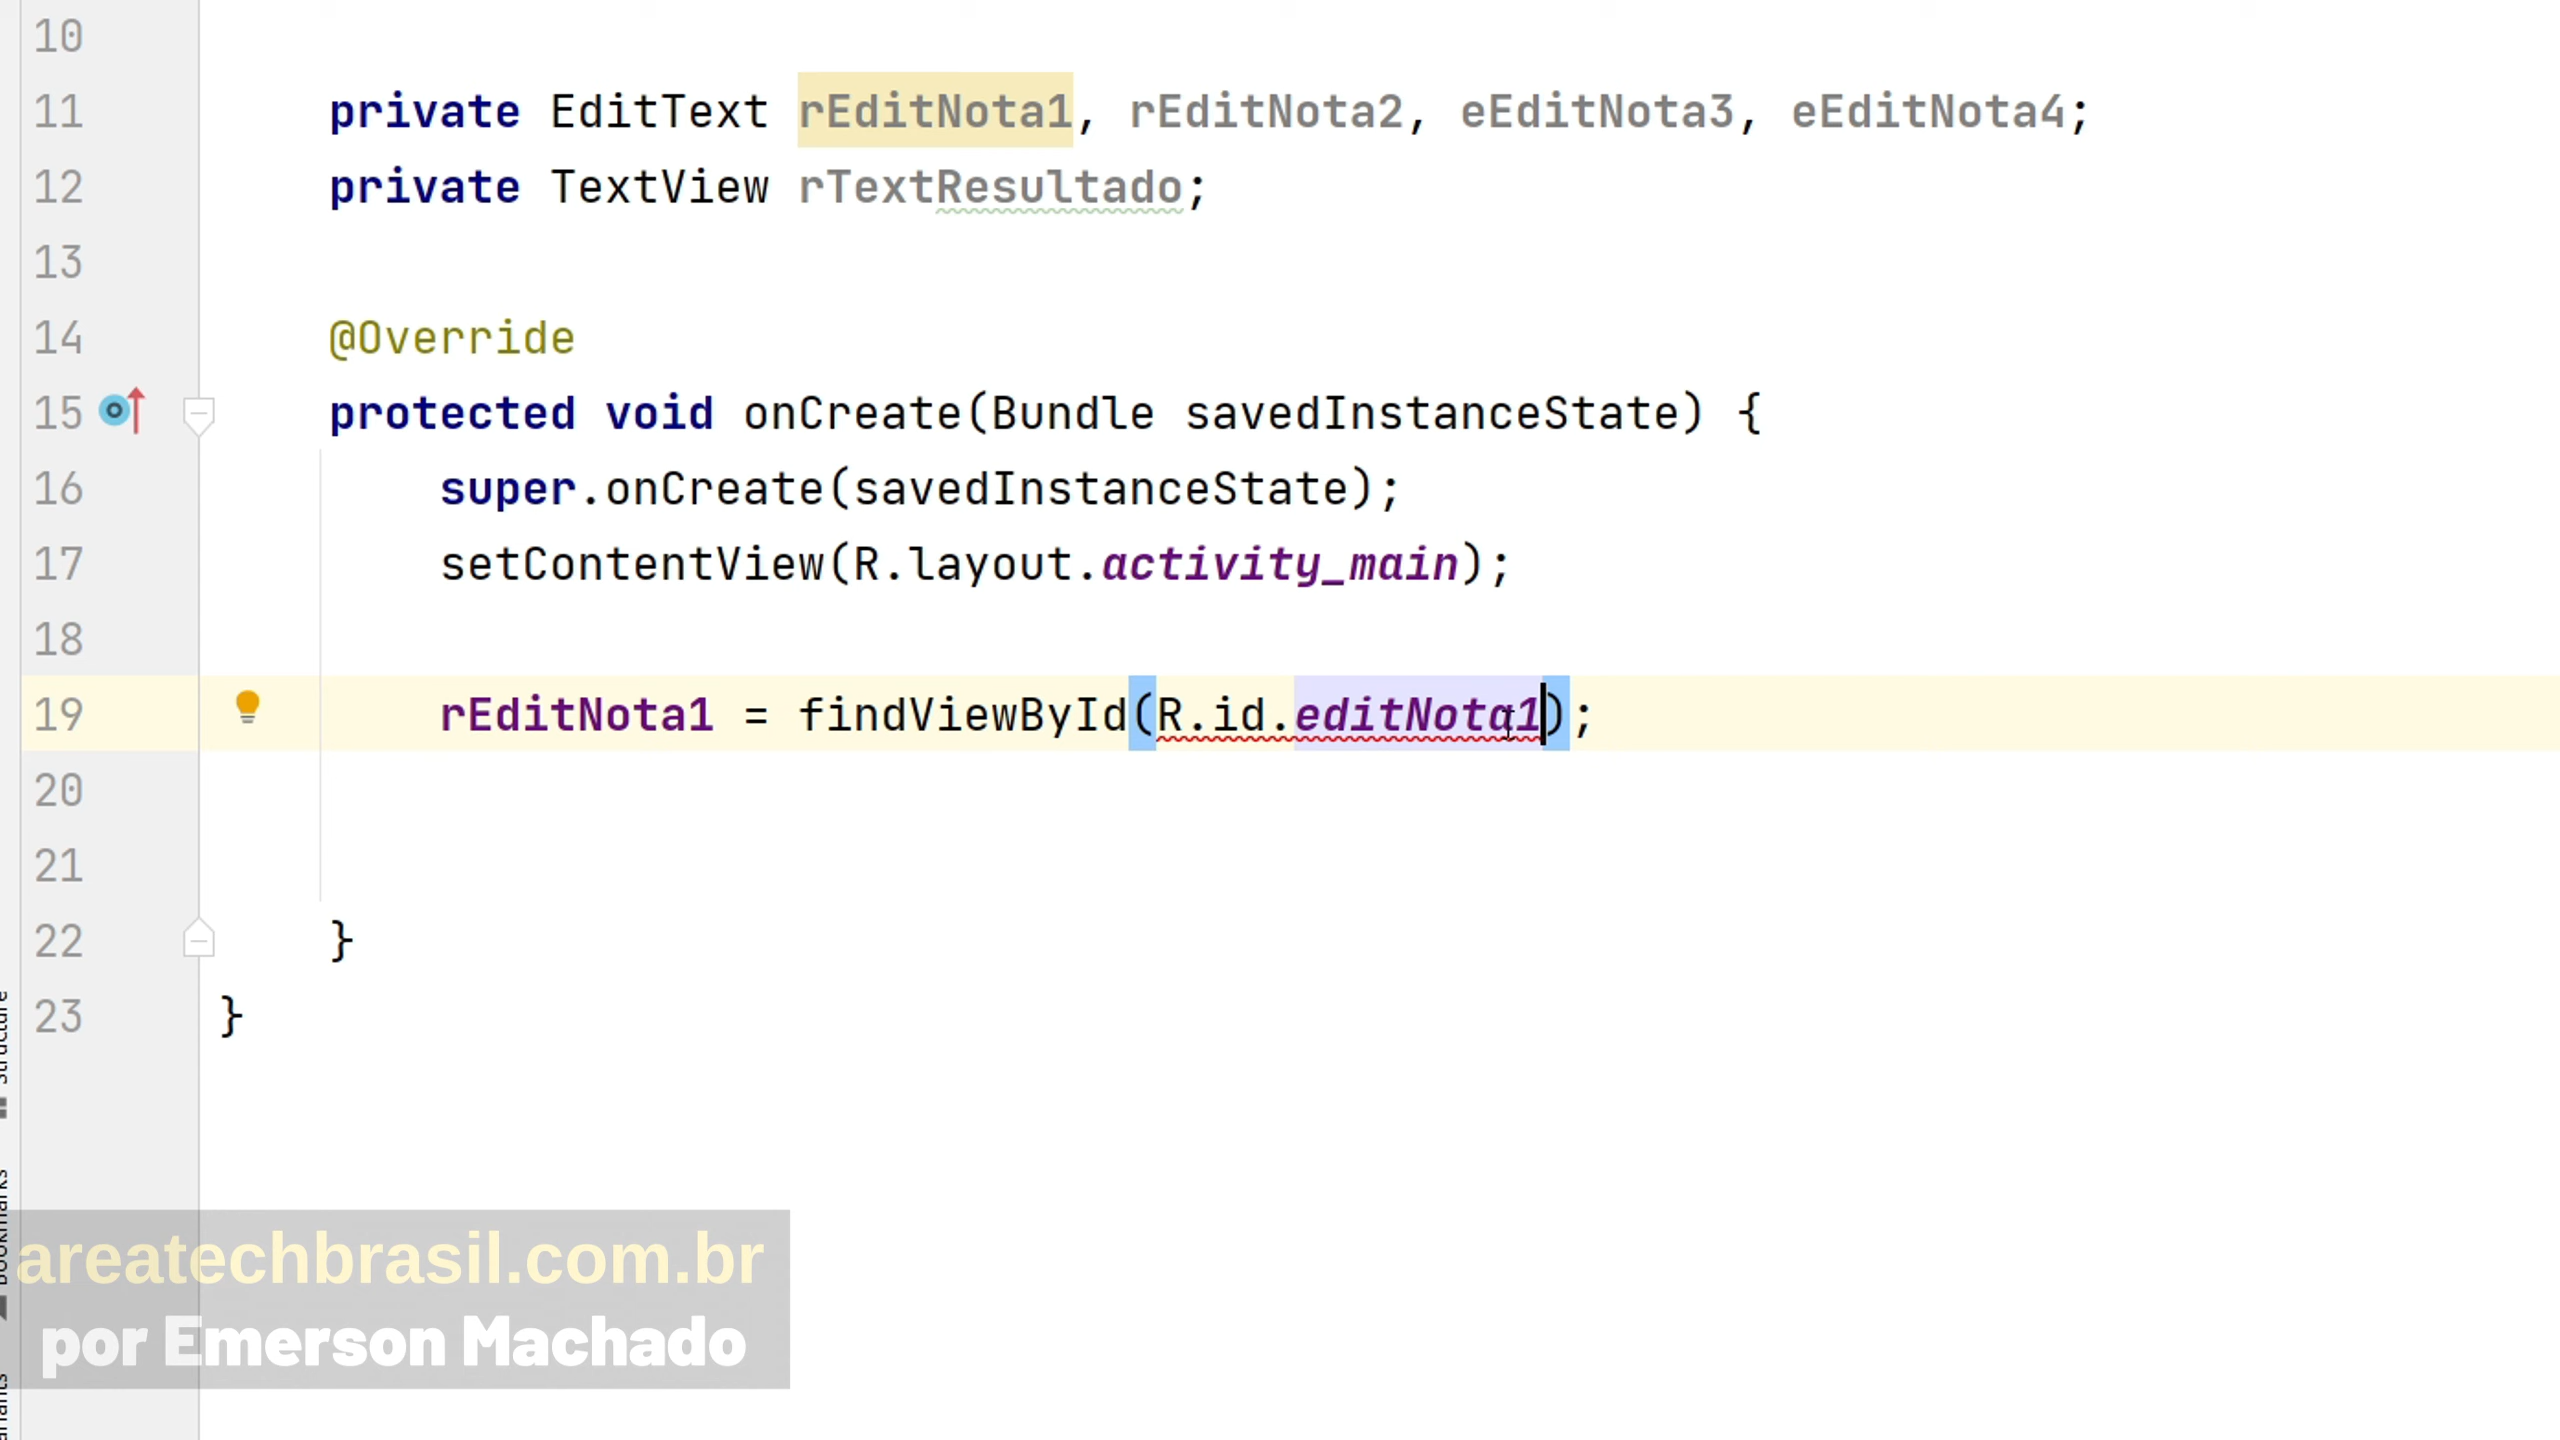 10
11 private EditText rEditNota1, rEditNota2, eEditNota3, eEditNota4;
12 private TextView rTextResultado;
13
14 @Override
15 protected void onCreate(Bundle savedInstanceState) {
16 super.onCreate(savedInstanceState);
17 setContentView(R.layout.activity_main);
18
19 rEditNota1 = findViewById(R.id.editNota1);
20
21
22 }
23 }
Structure
Bookmarks
areatechbrasil.com.br
por Emerson Machado